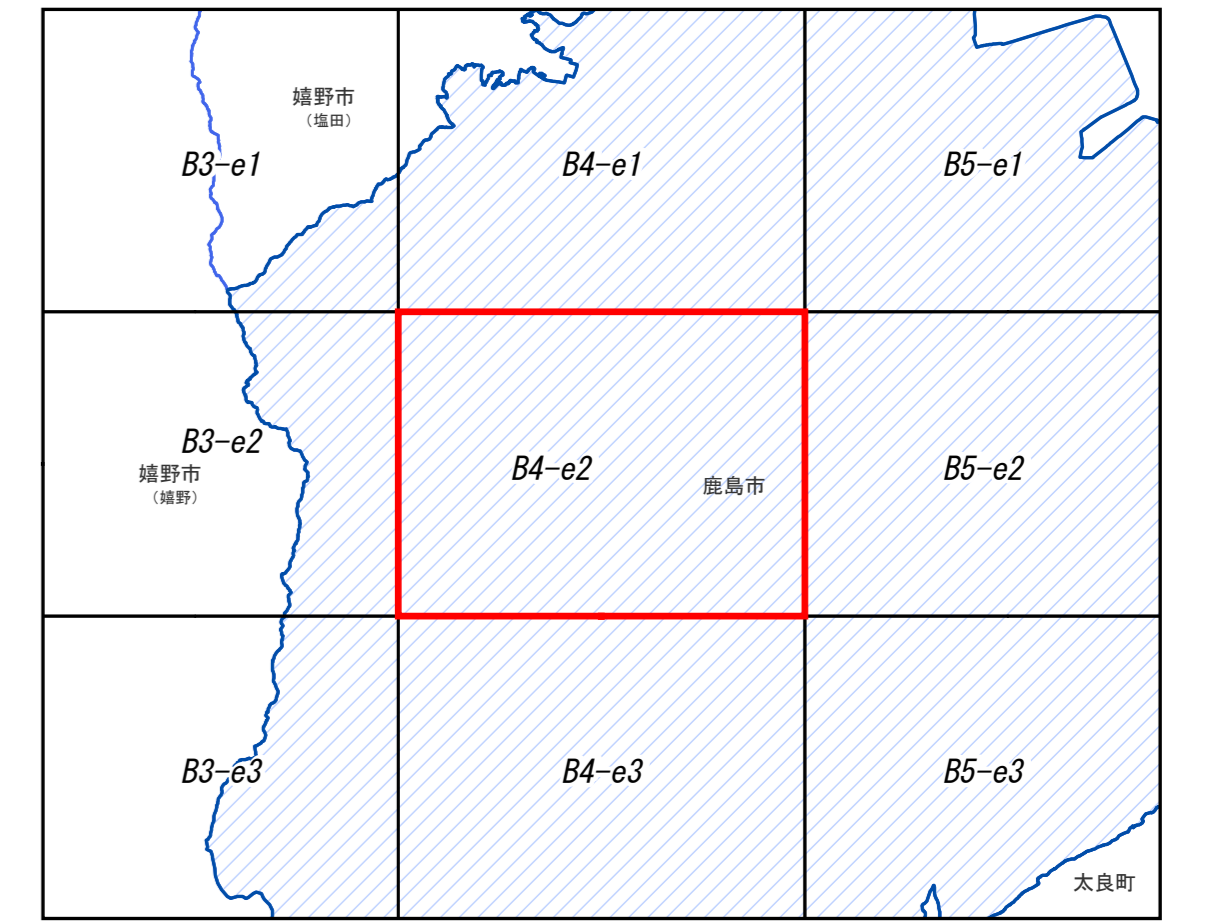 嬉野市
（塩田）
B3-e1
B4-e1
B5-e1
B3-e2
嬉野市
（嬉野）
B4-e2
鹿島市
B5-e2
B3-e3
B4-e3
B5-e3
太良町